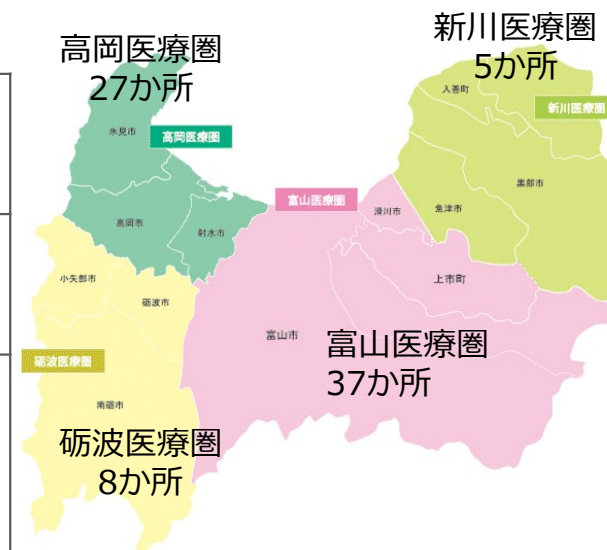 高岡医療圏
27か所
新川医療圏
5か所
氷見市
高岡医療圏
入善町
新川医療圏
黒部市
富山医療圏
滑川市
魚津市
高岡市
射水市
小矢部市
砺波市
上市町
富山市
富山医療圏
37か所
砺波医療圏
南砺市
砺波医療圏
8か所